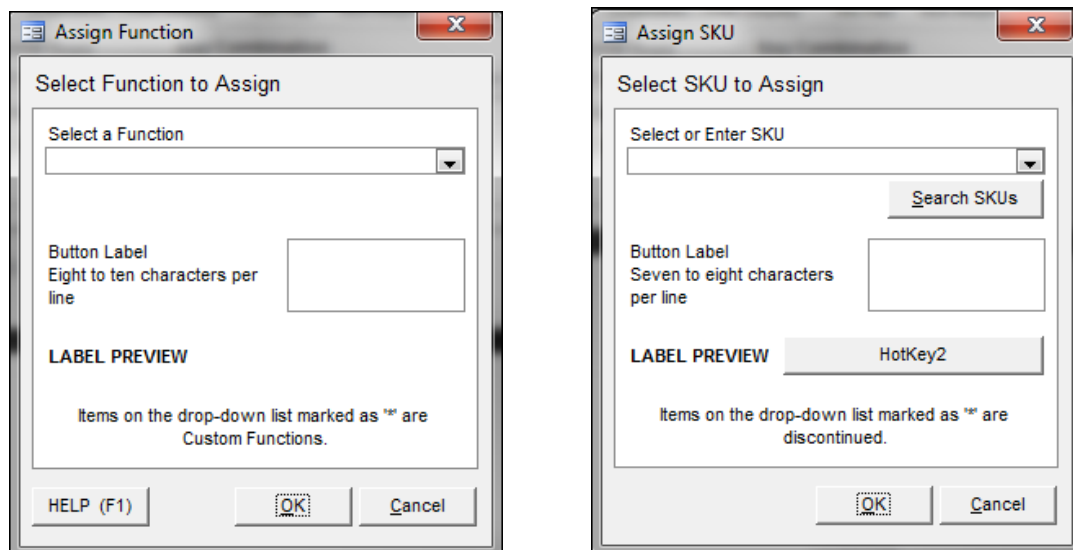 Assign Function
Select Function to Assign
Select a Function
Button Label
Eight to ten characters per
line
LABEL PREVIEW
Items on the drop-down list marked as '*' are
Custom Functions.
HELP (F1)
OK
Cancel
Assign SKU
Select SKU to Assign
Select or Enter SKU
Search SKUs
Button Label
Seven to eight characters
per line
LABEL PREVIEW
HotKey2
Items on the drop-down list marked as '*' are
discontinued.
OK
Cancel